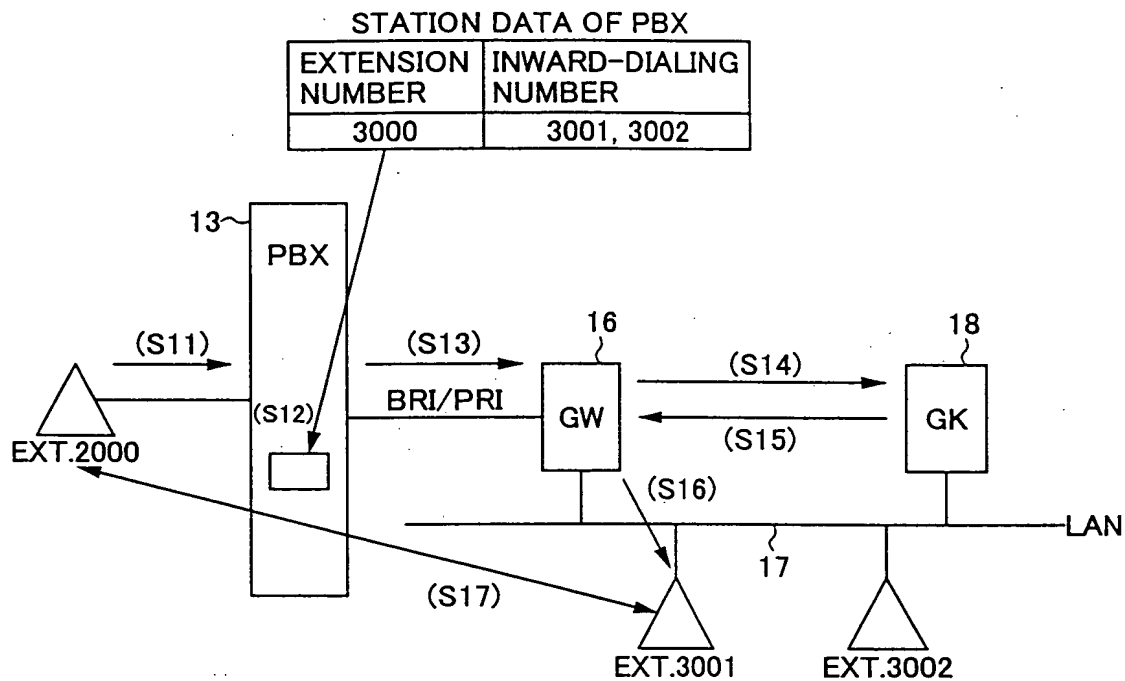 STATION DATA OF PBX
EXTENSION NUMBER
INWARD-DIALING NUMBER
3000
3001, 3002
13
PBX
(S11)
(S12)
(S13)
BRI/PRI
16
GW
(S14)
(S15)
18
GK
EXT.2000
(S16)
LAN
17
(S17)
EXT.3001
EXT.3002